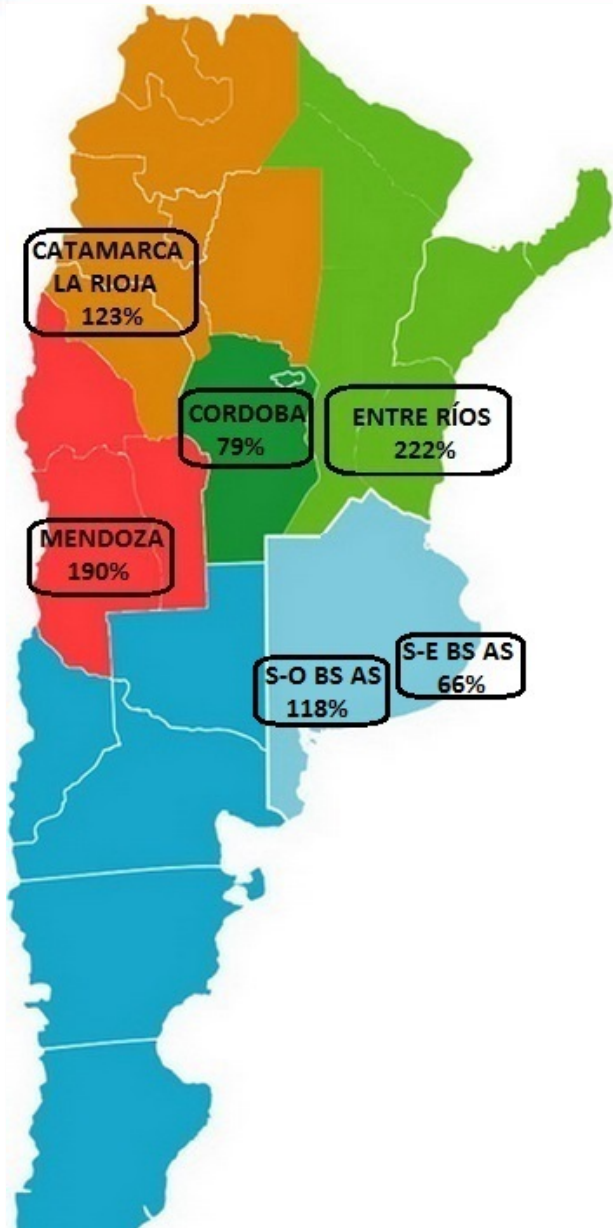 CATAMARCA
LA RIOJA
123%
CORDOBA
79%
ENTRE RÍOS
222%
MENDOZA
190%
S-E BS AS
66%
S-O BS AS
118%